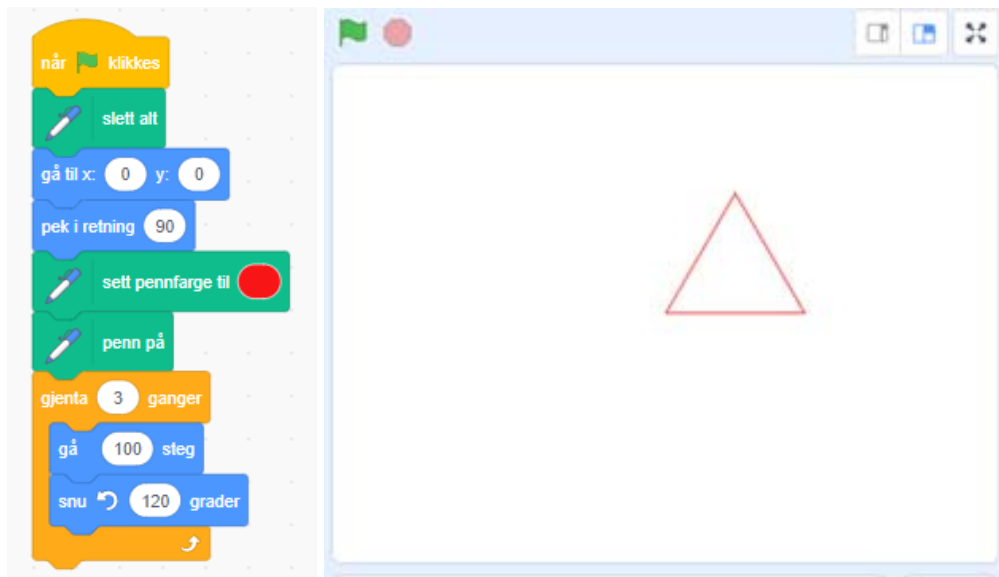 når klikkes
slett alt
gå til x: 0 y: 0
pek i retning 90
sett pennfarge til
penn på
gjenta 3 ganger
gå 100 steg
snu 120 grader